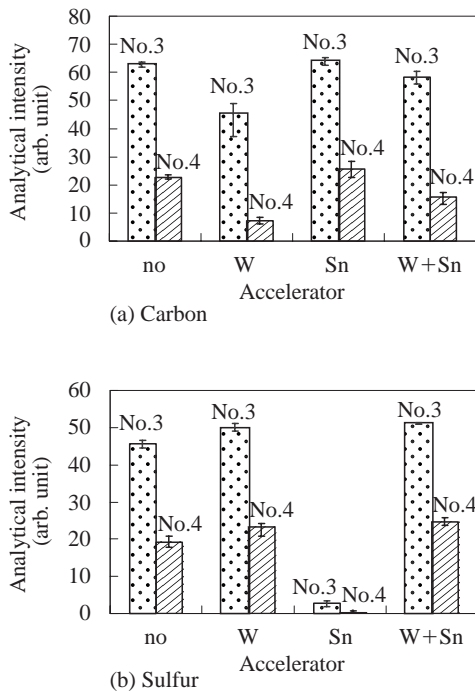 80
70
60
50
40
30
20
10
0
Analytical intensity
(arb. unit)
No.3
No.4
No.3
No.4
No.3
No.4
No.3
No.4
no W Sn W+Sn
Accelerator
(a) Carbon
60
50
40
30
20
10
0
Analytical intensity
(arb. unit)
No.3
No.4
No.3
No.4
No.3
No.4
No.3
No.4
no W Sn W+Sn
Accelerator
(b) Sulfur